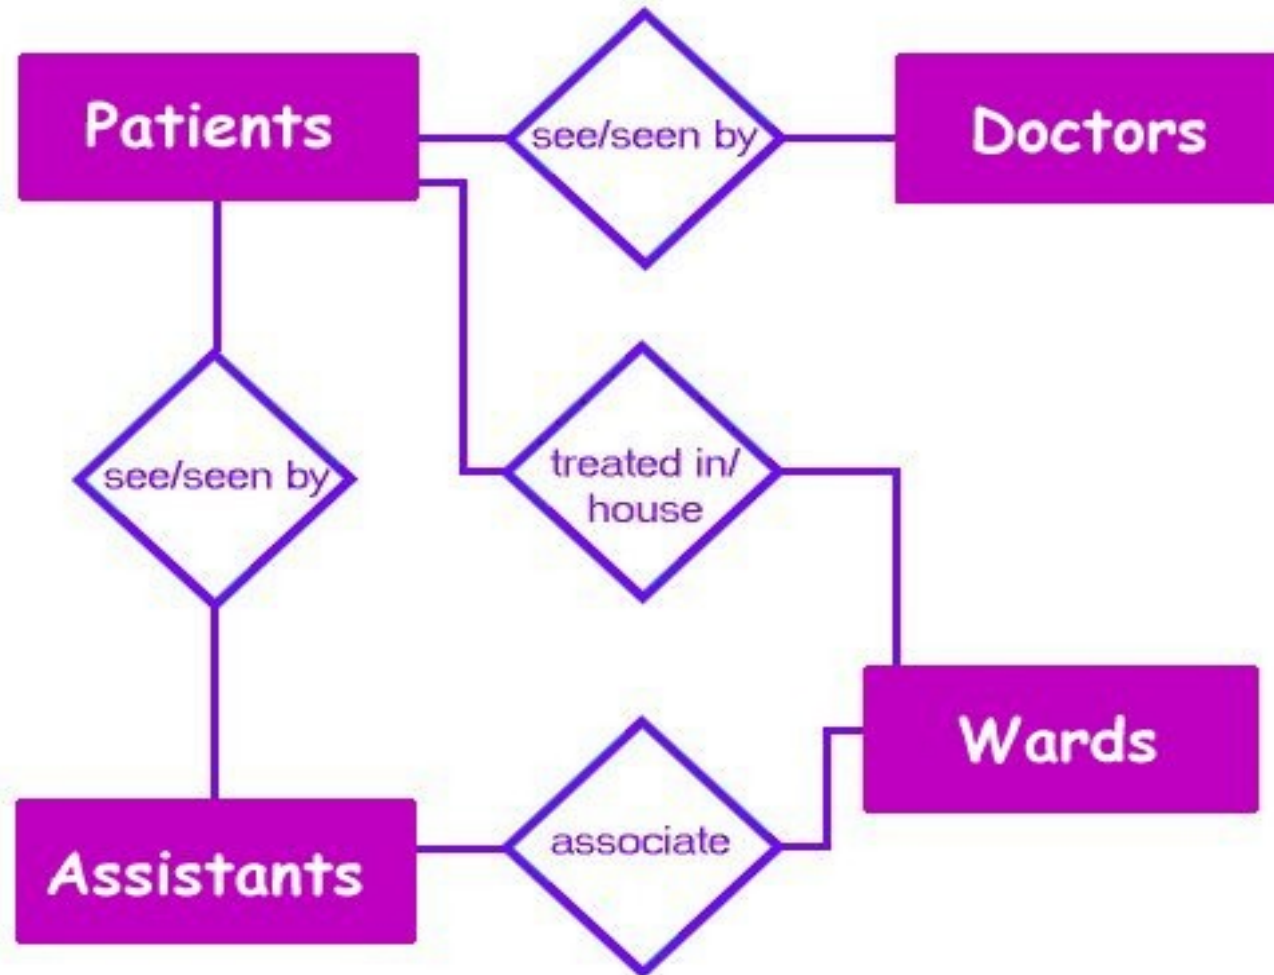 Patients
see/seen by
Doctors
see/seen by
treated in/
house
Wards
associate
Assistants